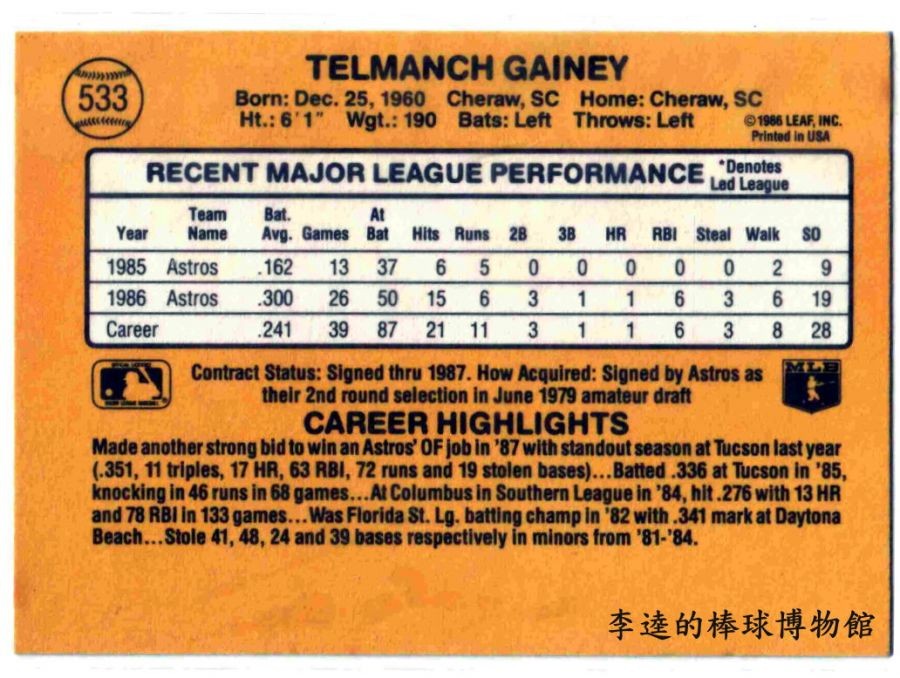 533
TELMANCH GAINEY
Born: Dec. 25, 1960 Cheraw, SC Home: Cheraw, SC
Ht.: 6'1" Wgt.: 190 Bats: Left Throws: Left
©1986 LEAF, INC.
Printed in USA
RECENT MAJOR LEAGUE PERFORMANCE *Denotes
Led League
Year Team Name Bat. Avg. Games At Bat Hits Runs 2B 3B HR RBI Steal Walk SO
1985 Astros .162 13 37 6 5 0 0 0 0 0 2 9
1986 Astros .300 26 50 15 6 3 1 1 6 3 6 19
Career .241 39 87 21 11 3 1 1 6 3 8 28
Contract Status: Signed thru 1987. How Acquired: Signed by Astros as
their 2nd round selection in June 1979 amateur draft
MLB
CAREER HIGHLIGHTS
Made another strong bid to win an Astros' OF job in '87 with standout season at Tucson last year
(.351, 11 triples, 17 HR, 63 RBI, 72 runs and 19 stolen bases)...Batted .336 at Tucson in '85,
knocking in 46 runs in 68 games...At Columbus in Southern League in '84, hit .276 with 13 HR
and 78 RBI in 133 games...Was Florida St. Lg. batting champ in '82 with .341 mark at Daytona
Beach...Stole 41, 48, 24 and 39 bases respectively in minors from '81-'84.
李逵的棒球博物館